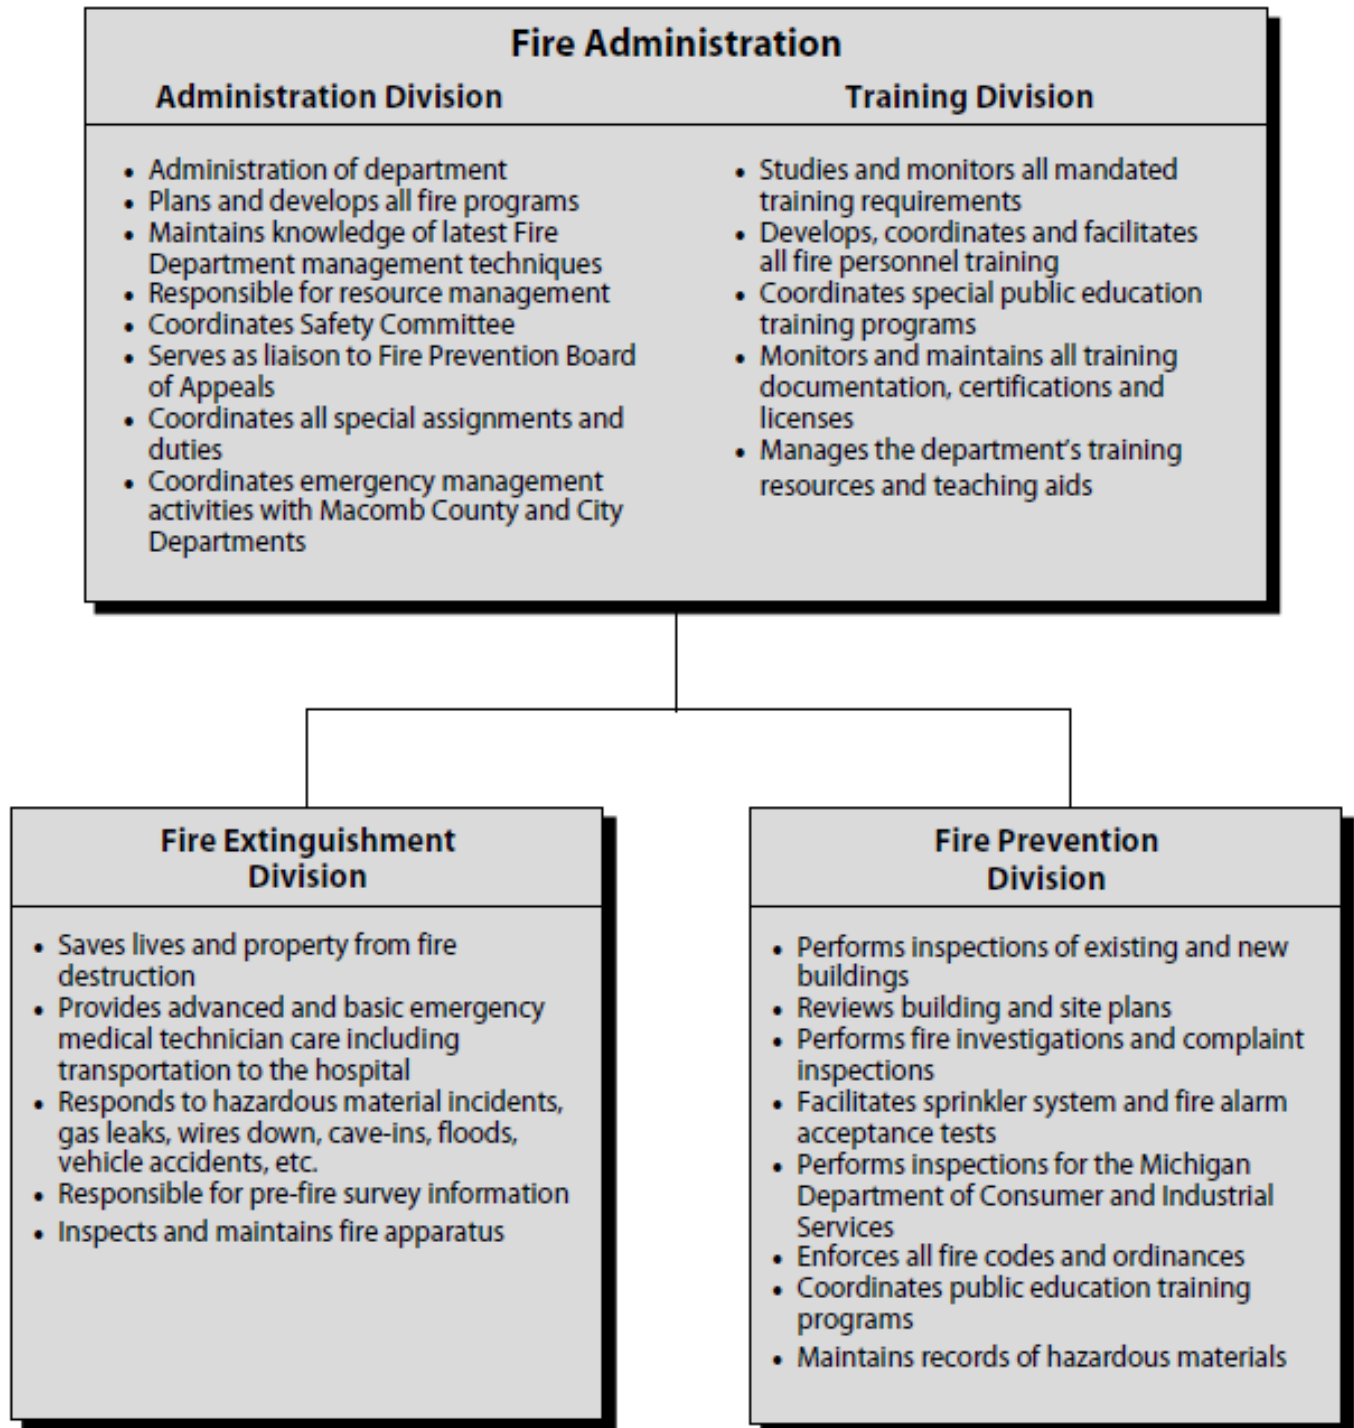 Fire Administration
Administration Division
• Administration of department
• Plans and develops all fire programs
• Maintains knowledge of latest Fire
Department management techniques
• Responsible for resource management
• Coordinates Safety Committee
• Serves as liaison to Fire Prevention Board
of Appeals
• Coordinates all special assignments and
duties
• Coordinates emergency management
activities with Macomb County and City
Departments
Training Division
• Studies and monitors all mandated
training requirements
• Develops, coordinates and facilitates
all fire personnel training
• Coordinates special public education
training programs
• Monitors and maintains all training
documentation, certifications and
licenses
• Manages the department's training
resources and teaching aids
Fire Extinguishment
Division
• Saves lives and property from fire
destruction
• Provides advanced and basic emergency
medical technician care including
transportation to the hospital
• Responds to hazardous material incidents,
gas leaks, wires down, cave-ins, floods,
vehicle accidents, etc.
• Responsible for pre-fire survey information
• Inspects and maintains fire apparatus
Fire Prevention
Division
• Performs inspections of existing and new
buildings
• Reviews building and site plans
• Performs fire investigations and complaint
inspections
• Facilitates sprinkler system and fire alarm
acceptance tests
• Performs inspections for the Michigan
Department of Consumer and Industrial
Services
• Enforces all fire codes and ordinances
• Coordinates public education training
programs
• Maintains records of hazardous materials